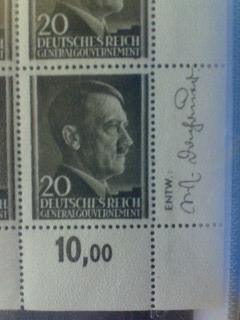 20
DEUTSCHES REICH
GENERALGOUVERNEMENT
20
DEUTSCHES REICH
GENERALGOUVERNEMENT
10,00
ENTW.: